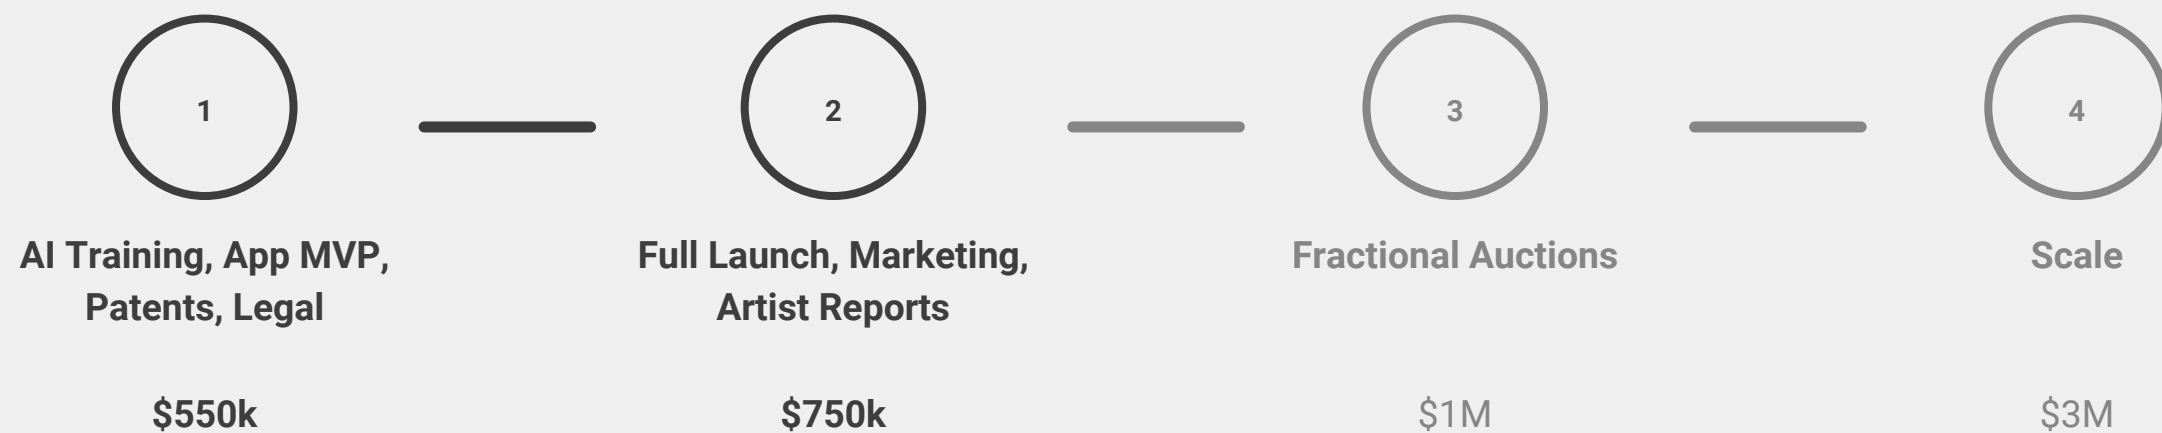 1
2
3
4
AI Training, App MVP,
Patents, Legal
Full Launch, Marketing,
Artist Reports
Fractional Auctions
Scale
$550k
$750k
$1M
$3M